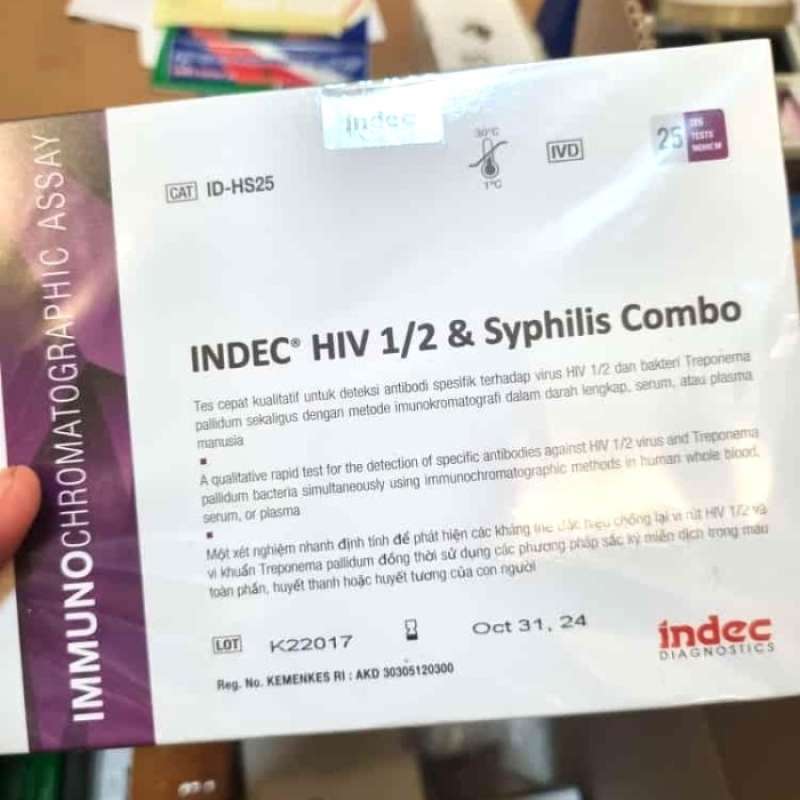 indec
30°C
1°C
IVD
25 TESTS
CAT ID-HS25
IMMUNOCHROMATOGRAPHIC ASSAY
INDEC® HIV 1/2 & Syphilis Combo
Tes cepat kualitatif untuk deteksi antibodi spesifik terhadap virus HIV 1/2 dan bakteri Treponema
pallidum sekaligus dengan metode imunokromatografi dalam darah lengkap, serum, atau plasma
manusia
A qualitative rapid test for the detection of specific antibodies against HIV 1/2 virus and Treponema
pallidum bacteria simultaneously using immunochromatographic methods in human whole blood,
serum, or plasma
Một xét nghiệm nhanh định tính để phát hiện các kháng đặc hiệu chống lại vi rút HIV 1/2 và
vi khuẩn Treponema pallidum đồng thời sử dụng các phương pháp sắc ký miễn dịch trong máu
toàn phần, huyết thanh hoặc huyết tương của con người
LOT K22017
Oct 31, 24
indec
DIAGNOSTICS
Reg. No. KEMENKES RI : AKD 30305120300